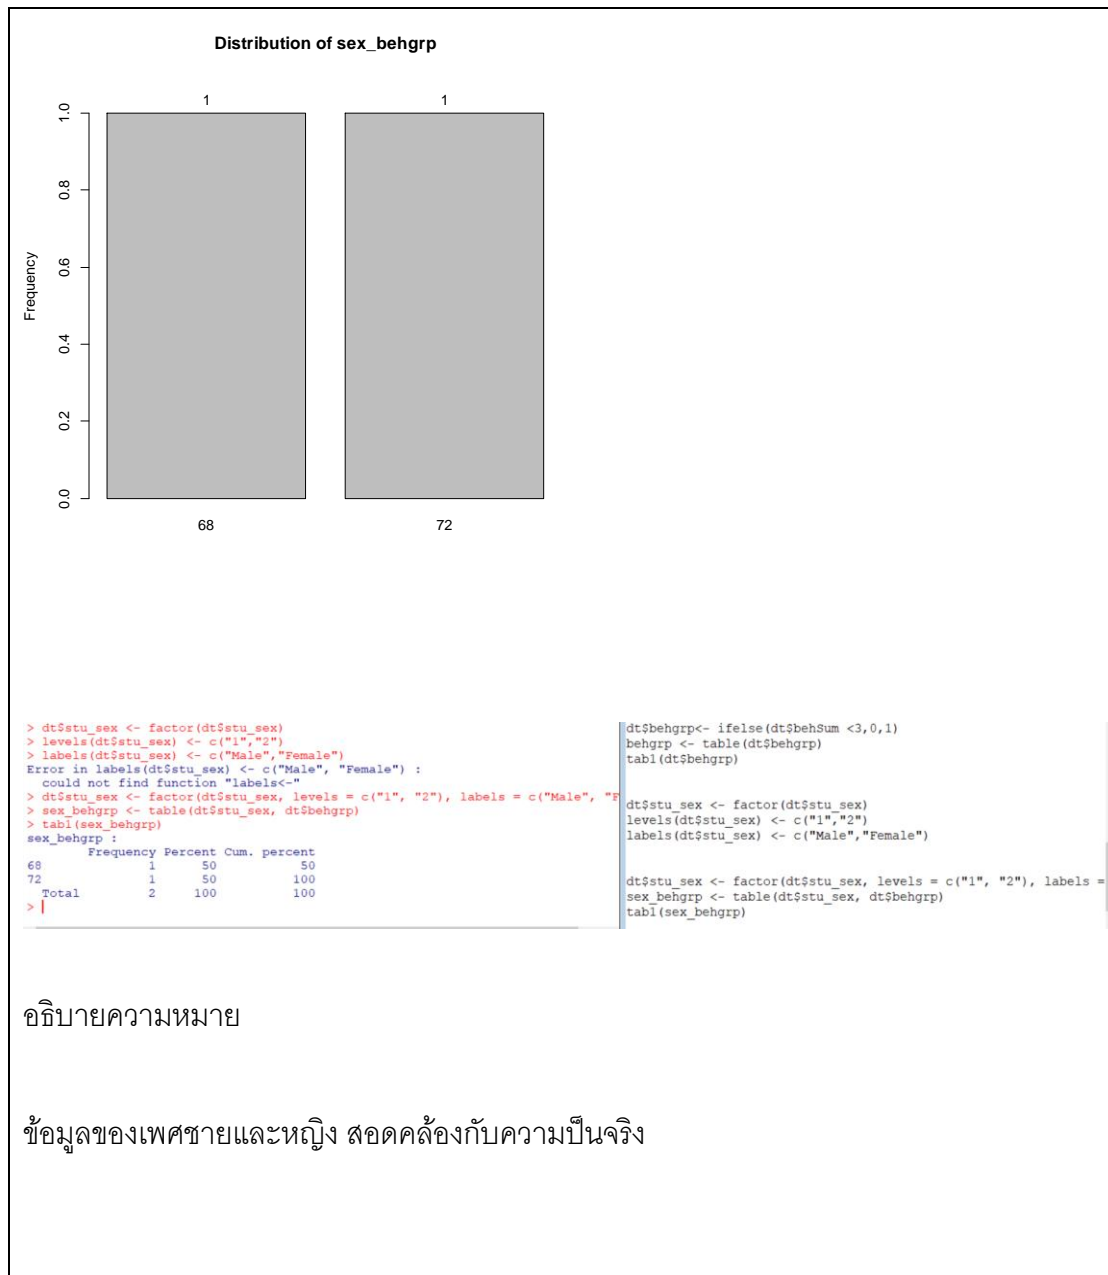 Distribution of sex_behgrp
1 1
1.0
0.8
0.6
0.4
0.2
0.0
Frequency
68 72
> dt$stu_sex <- factor(dt$stu_sex)
> levels(dt$stu_sex) <- c("1","2")
> labels(dt$stu_sex) <- c("Male","Female")
Error in labels(dt$stu_sex) <- c("Male", "Female") :
could not find function "labels<-"
> dt$stu_sex <- factor(dt$stu_sex, levels = c("1", "2"), labels = c("Male", "F
> sex_behgrp <- table(dt$stu_sex, dt$behgrp)
> tab1(sex_behgrp)
sex_behgrp :
Frequency Percent Cum. percent
68 1 50 50
72 1 50 100
Total 2 100 100
>
dt$behgrp<- ifelse(dt$behSum <3,0,1)
behgrp <- table(dt$behgrp)
tab1(dt$behgrp)
dt$stu_sex <- factor(dt$stu_sex)
levels(dt$stu_sex) <- c("1","2")
labels(dt$stu_sex) <- c("Male","Female")
dt$stu_sex <- factor(dt$stu_sex, levels = c("1", "2"), labels =
sex_behgrp <- table(dt$stu_sex, dt$behgrp)
tab1(sex_behgrp)
อธิบายความหมาย
ข้อมูลของเพศชายและหญิง สอดคล้องกับความป็นจริง